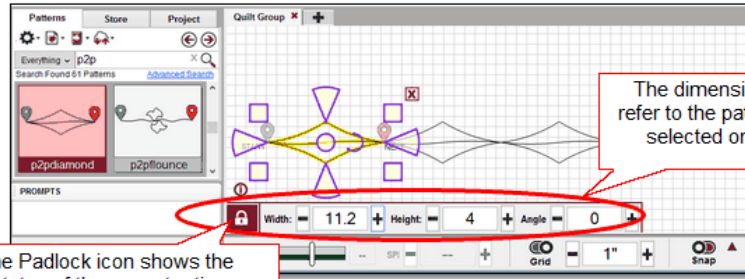 Patterns Store Project
Quilt Group
Everything p2p
Search Found 61 Patterns Advanced Search
p2pdiamond p2pflounce
PROMPTS
START
The dimensi
refer to the pat
selected or
Width: 11.2 Height: 4 Angle 0
SPI -- --
Grid 1" Snap
e Padlock icon shows the